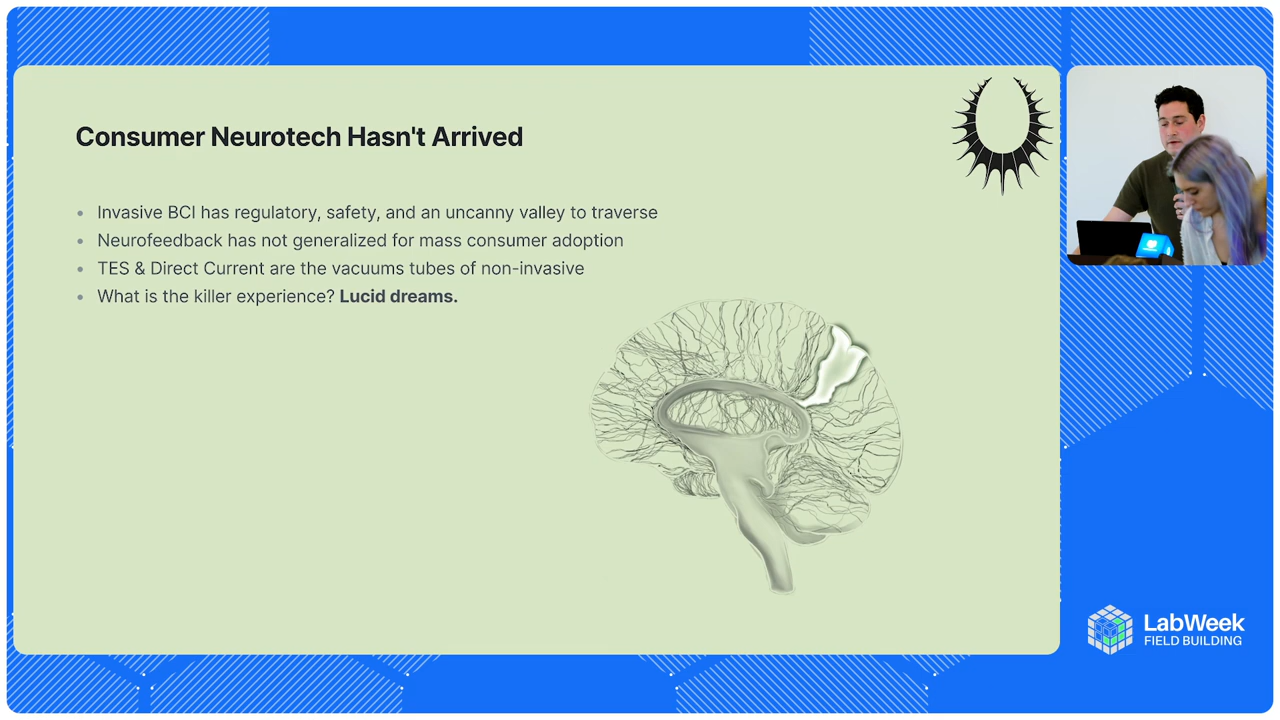 Consumer Neurotech Hasn't Arrived
Invasive BCI has regulatory, safety, and an uncanny valley to traverse
Neurofeedback has not generalized for mass consumer adoption
TES & Direct Current are the vacuums tubes of non-invasive
What is the killer experience? Lucid dreams.
LabWeek
FIELD BUILDING